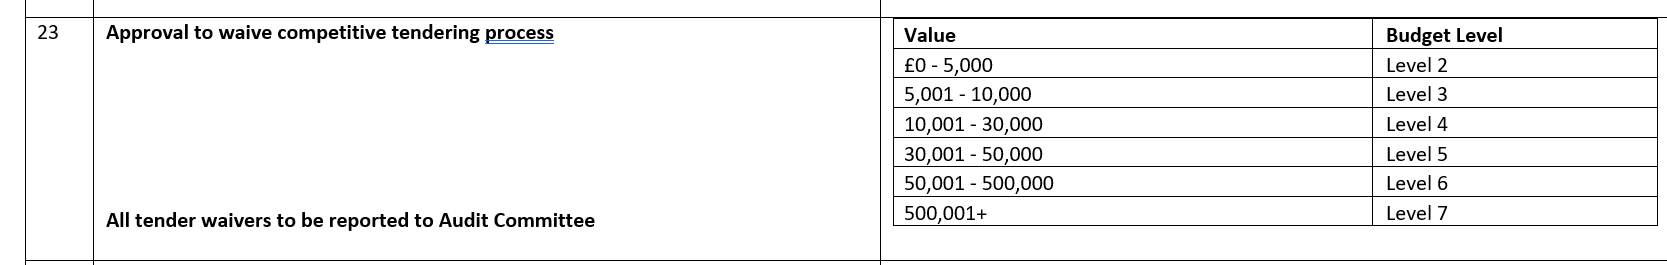 23
Approval to waive competitive tendering process
All tender waivers to be reported to Audit Committee
Value Budget Level
£0 - 5,000 Level 2
5,001 - 10,000 Level 3
10,001 - 30,000 Level 4
30,001 - 50,000 Level 5
50,001 - 500,000 Level 6
500,001+ Level 7